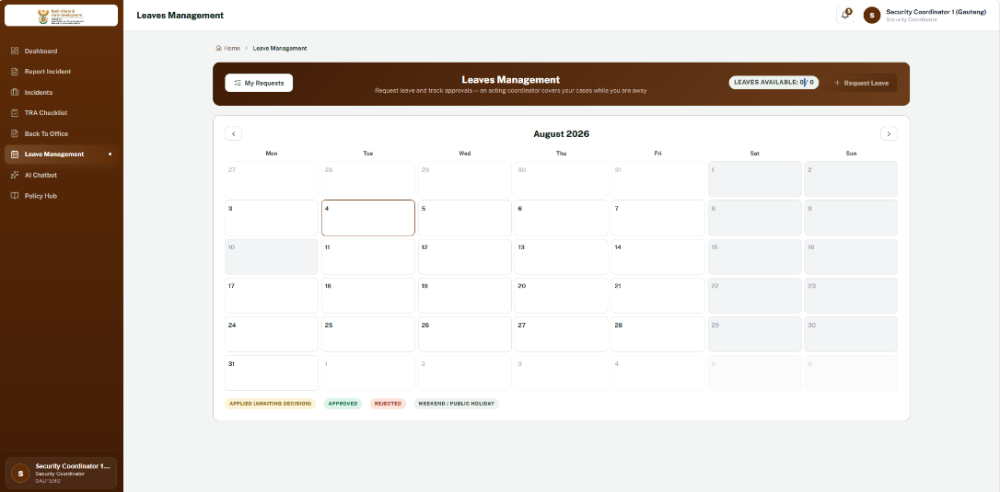 land reform &
rural development
Leaves Management
3
S
Security Coordinator 1 (Gauteng)
Security Coordinator
Dashboard
Report Incident
Incidents
TRA Checklist
Back To Office
Leave Management
AI Chatbot
Policy Hub
Home > Leave Management
My Requests
Leaves Management
Request leave and track approvals — an acting coordinator covers your cases while you are away
LEAVES AVAILABLE: 0/ 0
+ Request Leave
August 2026
Mon Tue Wed Thu Fri Sat Sun
27 28 29 30 31 1 2
3 4 5 6 7 8 9
10 11 12 13 14 15 16
17 18 19 20 21 22 23
24 25 26 27 28 29 30
31 1 2 3 4 5 6
APPLIED (AWAITING DECISION) APPROVED REJECTED WEEKEND / PUBLIC HOLIDAY
S
Security Coordinator 1...
Security Coordinator
GAUTENG